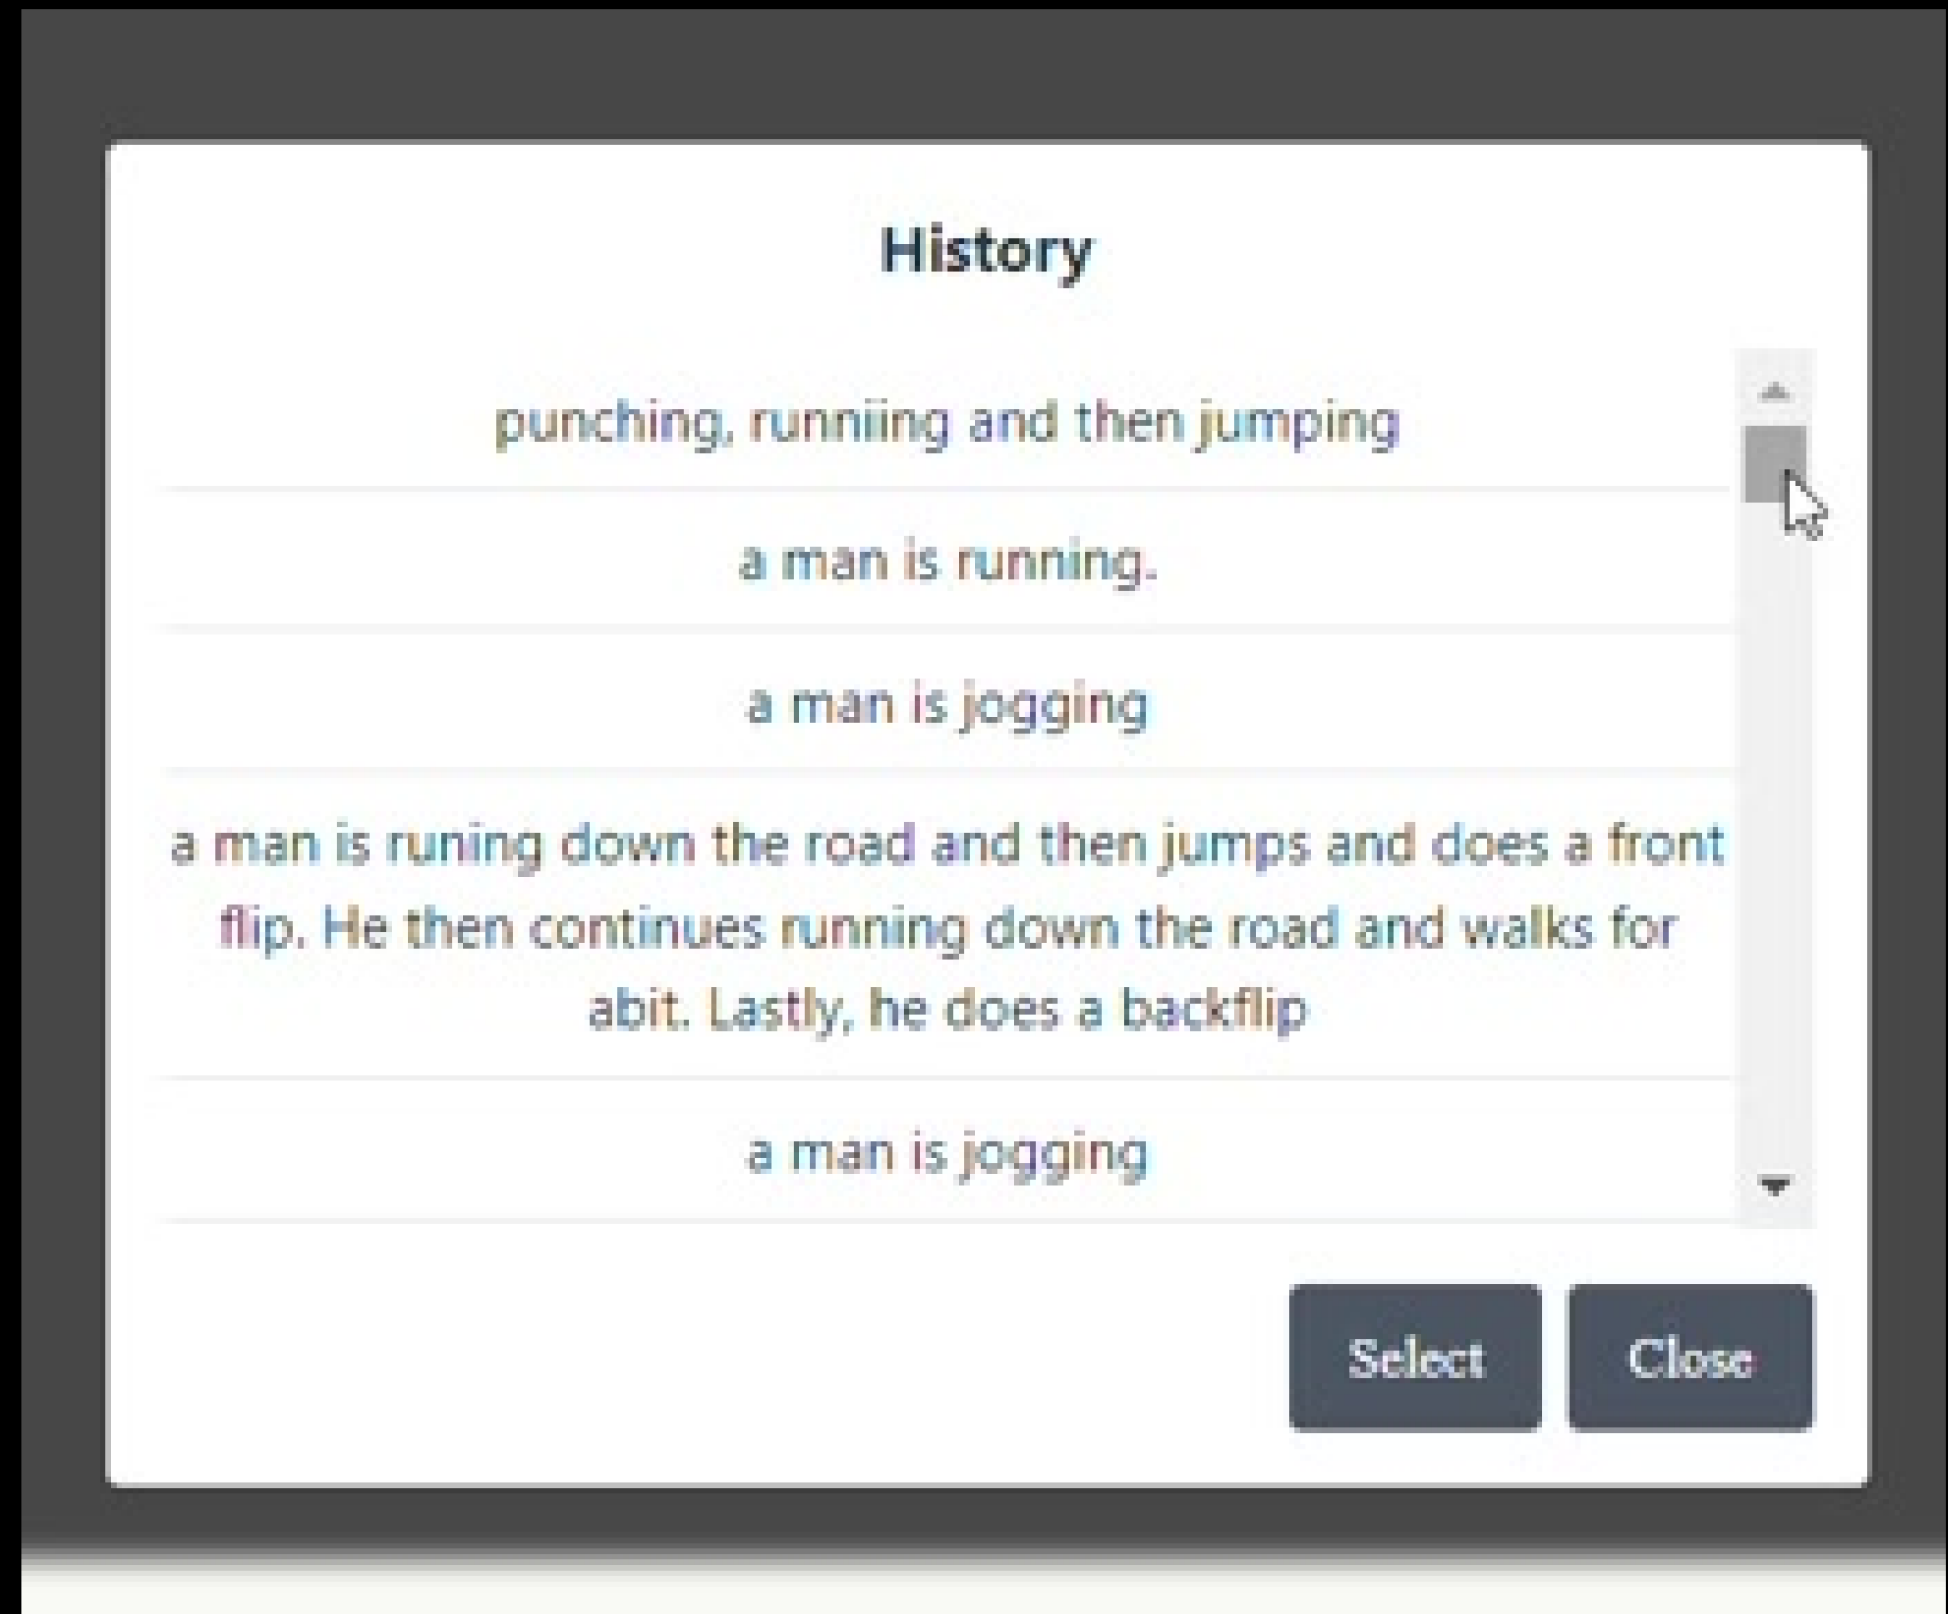 History
punching, runniing and then jumping
a man is running.
a man is jogging
a man is runing down the road and then jumps and does a front
flip. He then continues running down the road and walks for
abit. Lastly, he does a backflip
a man is jogging
Select
Close